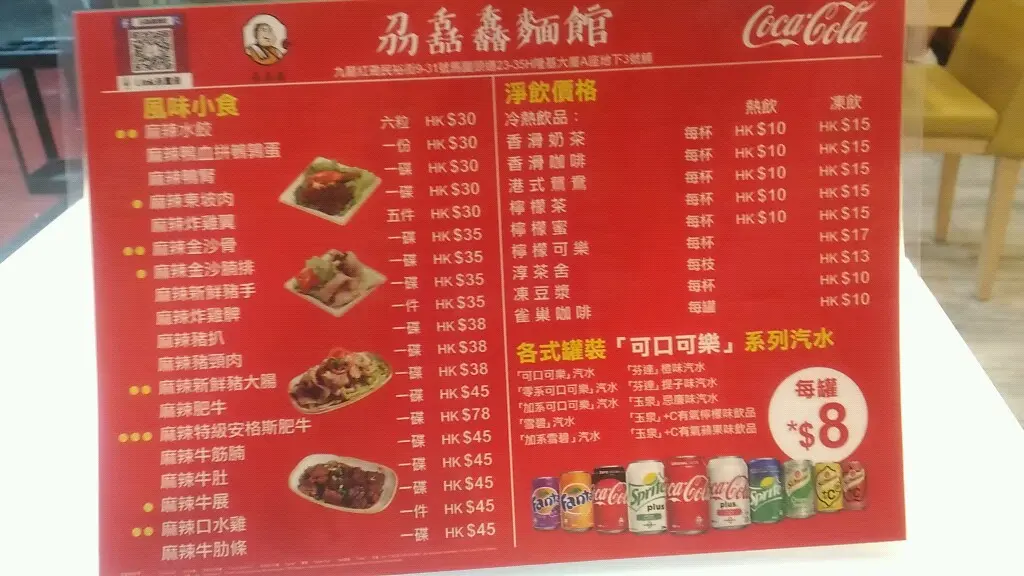 刕壵鱻麵館
Coca-Cola
九龍紅磡民裕街9-31號馬頭圍道23-35H隆基大廈A座地下3號舖
風味小食
麻辣水餃 六粒 HK$30
麻辣鴨血拼鵪鶉蛋 一份 HK$30
麻辣鴨腎 一碟 HK$30
麻辣東坡肉 一碟 HK$30
麻辣炸雞翼 五件 HK$30
麻辣金沙骨 一碟 HK$35
麻辣金沙腩排 一碟 HK$35
麻辣新鮮豬手 一碟 HK$35
麻辣炸雞髀 一件 HK$35
麻辣豬扒 一碟 HK$38
麻辣豬頸肉 一碟 HK$38
麻辣新鮮豬大腸 一碟 HK$38
麻辣肥牛 一碟 HK$45
麻辣特級安格斯肥牛 一碟 HK$78
麻辣牛筋腩 一碟 HK$45
麻辣牛肚 一碟 HK$45
麻辣牛展 一碟 HK$45
麻辣口水雞 一件 HK$45
麻辣牛肋條 一碟 HK$45
淨飲價格
冷熱飲品： 熱飲 凍飲
香滑奶茶 每杯 HK$10 HK$15
香滑咖啡 每杯 HK$10 HK$15
港式鴛鴦 每杯 HK$10 HK$15
檸檬茶 每杯 HK$10 HK$15
檸檬蜜 每杯 HK$10 HK$15
檸檬可樂 每杯 HK$17
淳茶舍 每枝 HK$13
凍豆漿 每杯 HK$10
雀巢咖啡 每罐 HK$10
各式罐裝「可口可樂」系列汽水
「可口可樂」汽水
「零系可口可樂」汽水
「加系可口可樂」汽水
「雪碧」汽水
「加系雪碧」汽水
「芬達」橙味汽水
「芬達」提子味汽水
「玉泉」忌廉味汽水
「玉泉」+C有氣檸檬味飲品
「玉泉」+C有氣蘋果味飲品
每罐
*$8
Fanta
Fanta
Coca-Cola
Sprite plus
Coca-Cola
Coca-Cola plus
Sprite
+C